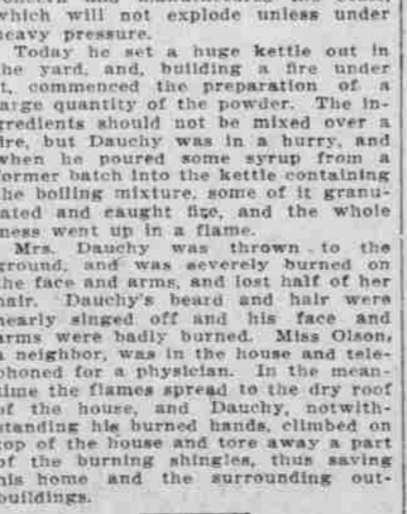 which will not explode unless under
heavy pressure.
Today he set a huge kettle out in
the yard, and, building a fire under
it, commenced the preparation of a
large quantity of the powder. The in-
gredients should not be mixed over a
fire, but Dauchy was in a hurry, and
when he poured some syrup from a
former batch into the kettle containing
the boiling mixture, some of it granu-
lated and caught fire, and the whole
mess went up in a flame.
Mrs. Dauchy was thrown to the
ground, and was severely burned on
the face and arms, and lost half of her
hair. Dauchy's beard and hair were
nearly singed off and his face and
arms were badly burned. Miss Olson,
a neighbor, was in the house and tele-
phoned for a physician. In the mean-
time the flames spread to the dry roof
of the house, and Dauchy, notwith-
standing his burned hands, climbed on
top of the house and tore away a part
of the burning shingles, thus saving
his home and the surrounding out-
buildings.